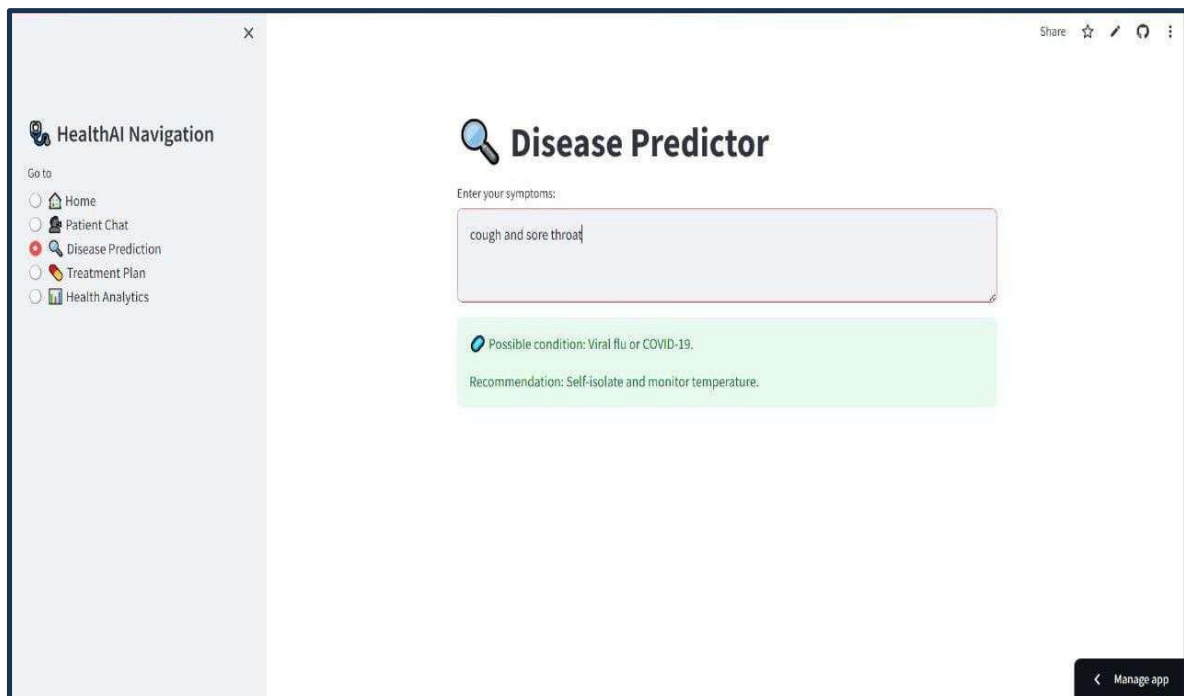 Share
HealthAI Navigation
Go to
Home
Patient Chat
Disease Prediction
Treatment Plan
Health Analytics
Disease Predictor
Enter your symptoms:
cough and sore throat
Possible condition: Viral flu or COVID-19.
Recommendation: Self-isolate and monitor temperature.
Manage app